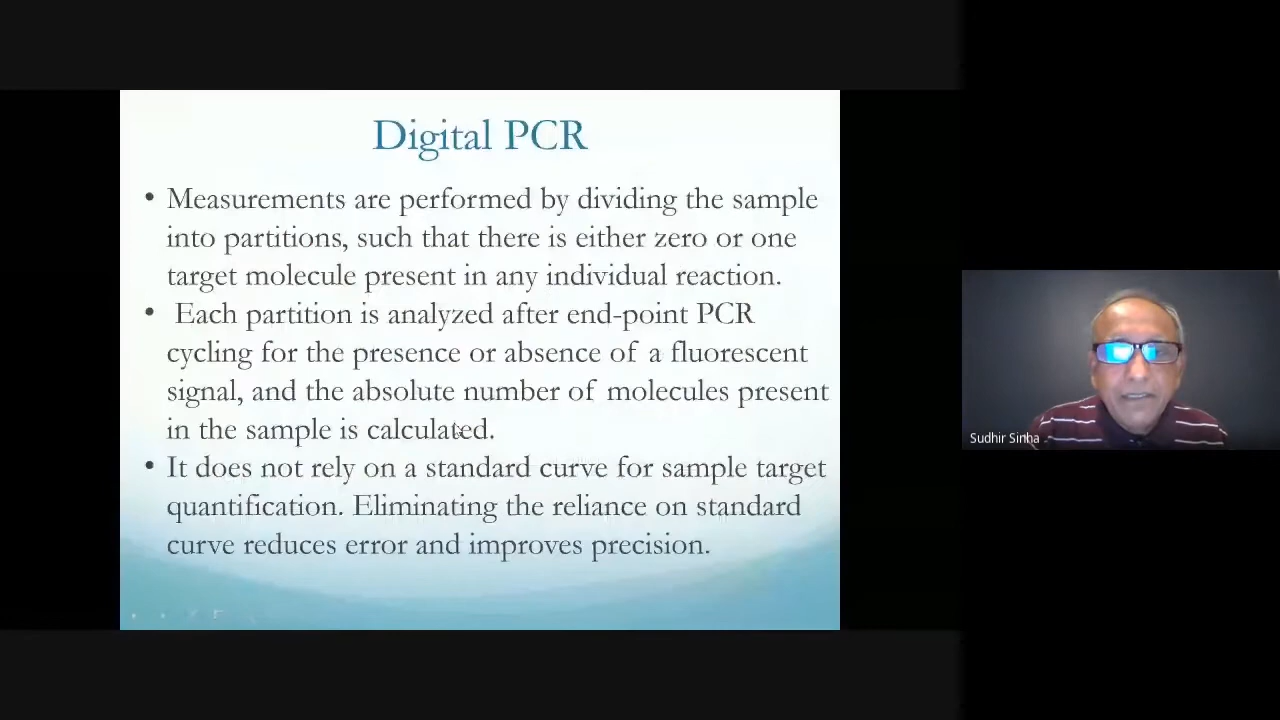 Digital PCR
• Measurements are performed by dividing the sample
into partitions, such that there is either zero or one
target molecule present in any individual reaction.
• Each partition is analyzed after end-point PCR
cycling for the presence or absence of a fluorescent
signal, and the absolute number of molecules present
in the sample is calculated.
• It does not rely on a standard curve for sample target
quantification. Eliminating the reliance on standard
curve reduces error and improves precision.
Sudhir Sinha